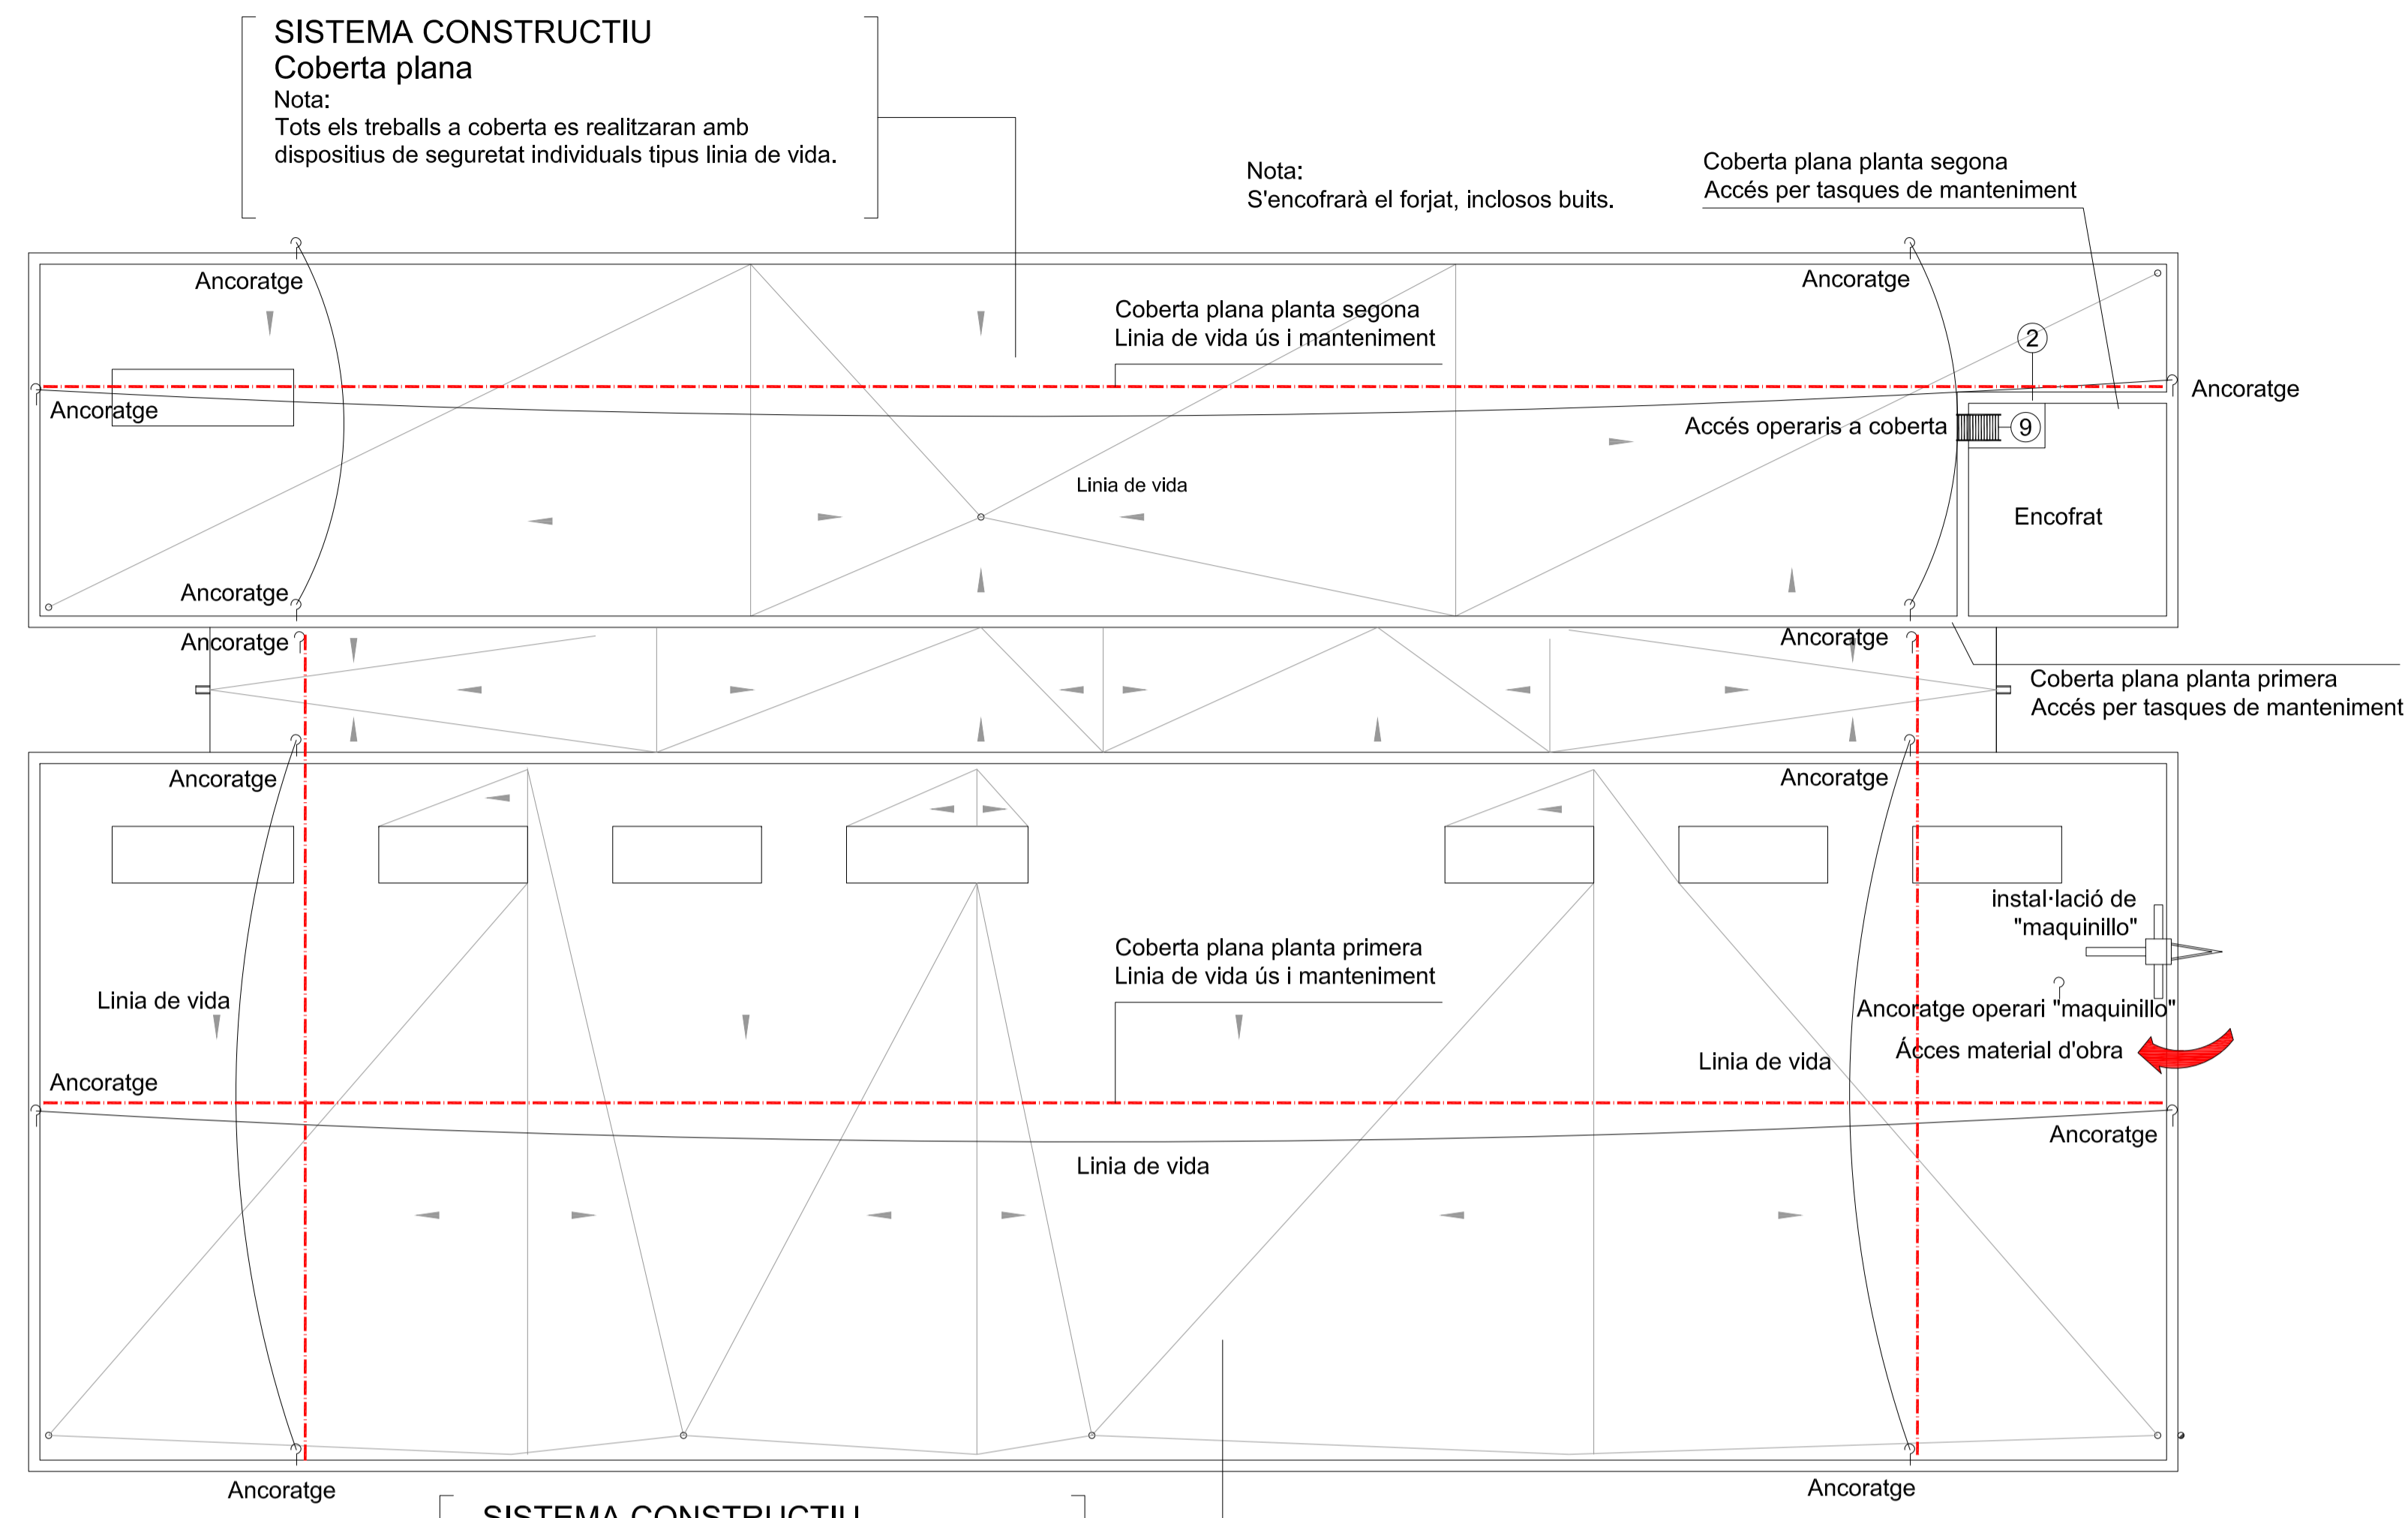 SISTEMA CONSTRUCTIU
Coberta plana
Nota:
Tots els treballs a coberta es realitzaran amb
dispositius de seguretat individuals tipus linia de vida.
Nota:
S'encofrarà el forjat, inclosos buits.
Coberta plana planta segona
Accés per tasques de manteniment
Ancoratge
Ancoratge
Coberta plana planta segona
Linia de vida ús i manteniment
2
Ancoratge
Ancoratge
Accés operaris a coberta
9
Linia de vida
Encofrat
Ancoratge
Ancoratge
Ancoratge
Coberta plana planta primera
Accés per tasques de manteniment
Ancoratge
Ancoratge
instal·lació de
"maquinillo"
Coberta plana planta primera
Linia de vida ús i manteniment
Linia de vida
Ancoratge operari "maquinillo"
Linia de vida
Ácces material d'obra
Ancoratge
Ancoratge
Linia de vida
Ancoratge
Ancoratge
SISTEMA CONSTRUCTIU